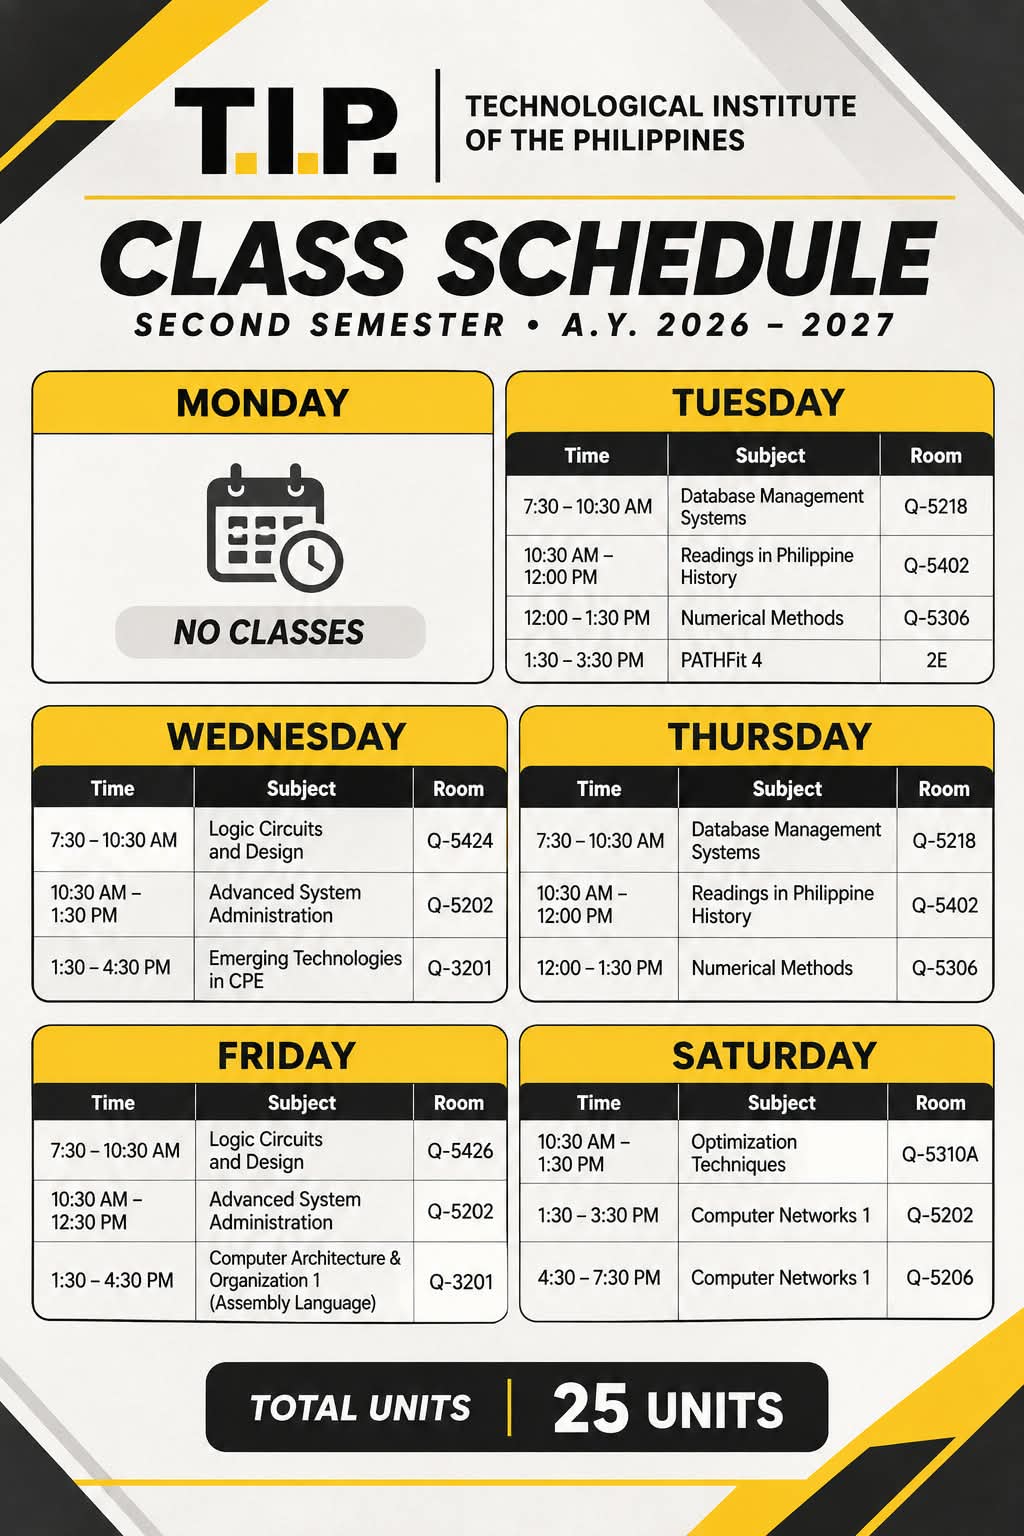 T.I.P.
TECHNOLOGICAL INSTITUTE
OF THE PHILIPPINES
CLASS SCHEDULE
SECOND SEMESTER • A.Y. 2026 – 2027
MONDAY
NO CLASSES
TUESDAY
Time Subject Room
7:30 – 10:30 AM Database Management Systems Q-5218
10:30 AM – 12:00 PM Readings in Philippine History Q-5402
12:00 – 1:30 PM Numerical Methods Q-5306
1:30 – 3:30 PM PATHFit 4 2E
WEDNESDAY
Time Subject Room
7:30 – 10:30 AM Logic Circuits and Design Q-5424
10:30 AM – 1:30 PM Advanced System Administration Q-5202
1:30 – 4:30 PM Emerging Technologies in CPE Q-3201
THURSDAY
Time Subject Room
7:30 – 10:30 AM Database Management Systems Q-5218
10:30 AM – 12:00 PM Readings in Philippine History Q-5402
12:00 – 1:30 PM Numerical Methods Q-5306
FRIDAY
Time Subject Room
7:30 – 10:30 AM Logic Circuits and Design Q-5426
10:30 AM – 12:30 PM Advanced System Administration Q-5202
1:30 – 4:30 PM Computer Architecture & Organization 1 (Assembly Language) Q-3201
SATURDAY
Time Subject Room
10:30 AM – 1:30 PM Optimization Techniques Q-5310A
1:30 – 3:30 PM Computer Networks 1 Q-5202
4:30 – 7:30 PM Computer Networks 1 Q-5206
TOTAL UNITS 25 UNITS